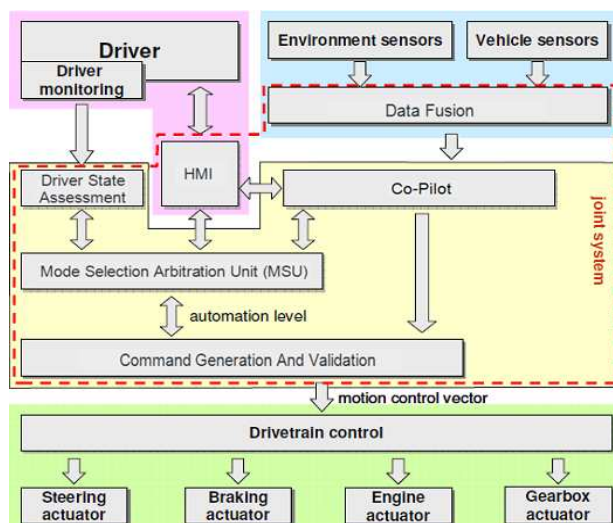 Driver
Driver
monitoring
Environment sensors
Vehicle sensors
Data Fusion
Driver State
Assessment
HMI
Co-Pilot
joint system
Mode Selection Arbitration Unit (MSU)
automation level
Command Generation And Validation
motion control vector
Drivetrain control
Steering
actuator
Braking
actuator
Engine
actuator
Gearbox
actuator